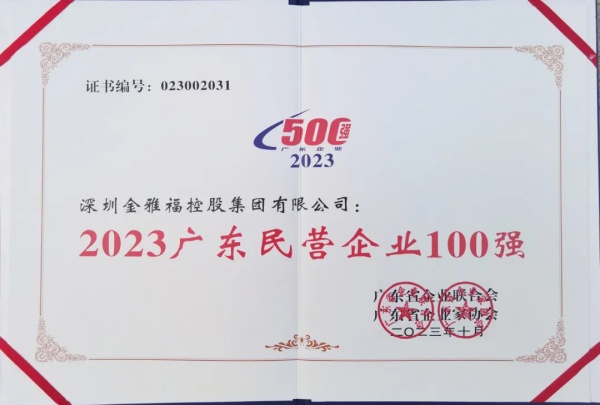 证书编号：023002031
500强
广东企业
2023
深圳金雅福控股集团有限公司：
2023广东民营企业100强
广东省企业联合会
广东省企业家协会
二〇二三年十月